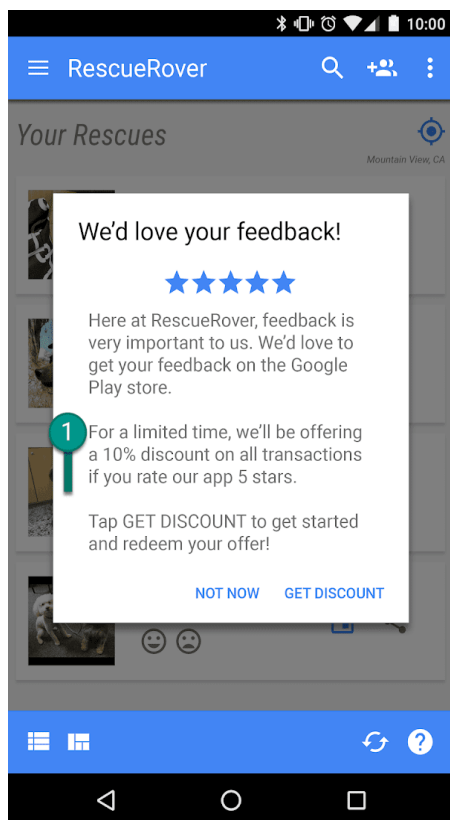 10:00
RescueRover
Your Rescues
Mountain View, CA
We'd love your feedback!
Here at RescueRover, feedback is
very important to us. We'd love to
get your feedback on the Google
Play store.
1
For a limited time, we'll be offering
a 10% discount on all transactions
if you rate our app 5 stars.
Tap GET DISCOUNT to get started
and redeem your offer!
NOT NOW
GET DISCOUNT